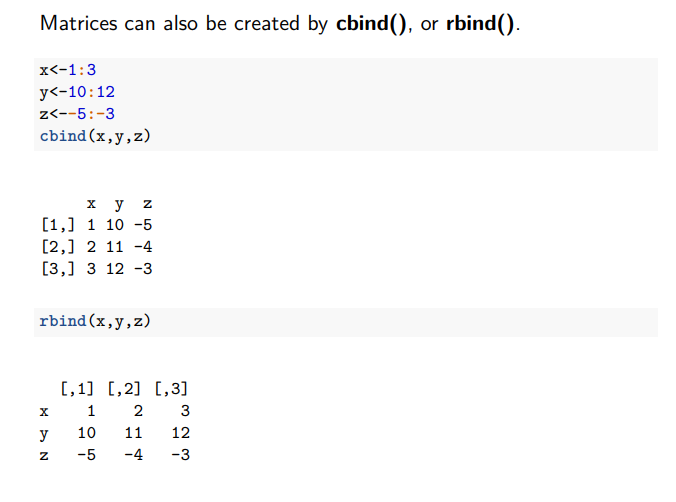 Matrices can also be created by cbind(), or rbind().
x<-1:3
y<-10:12
z<--5:-3
cbind(x,y,z)
x y z
[1,] 1 10 -5
[2,] 2 11 -4
[3,] 3 12 -3
rbind(x,y,z)
[,1] [,2] [,3]
x 1 2 3
y 10 11 12
z -5 -4 -3